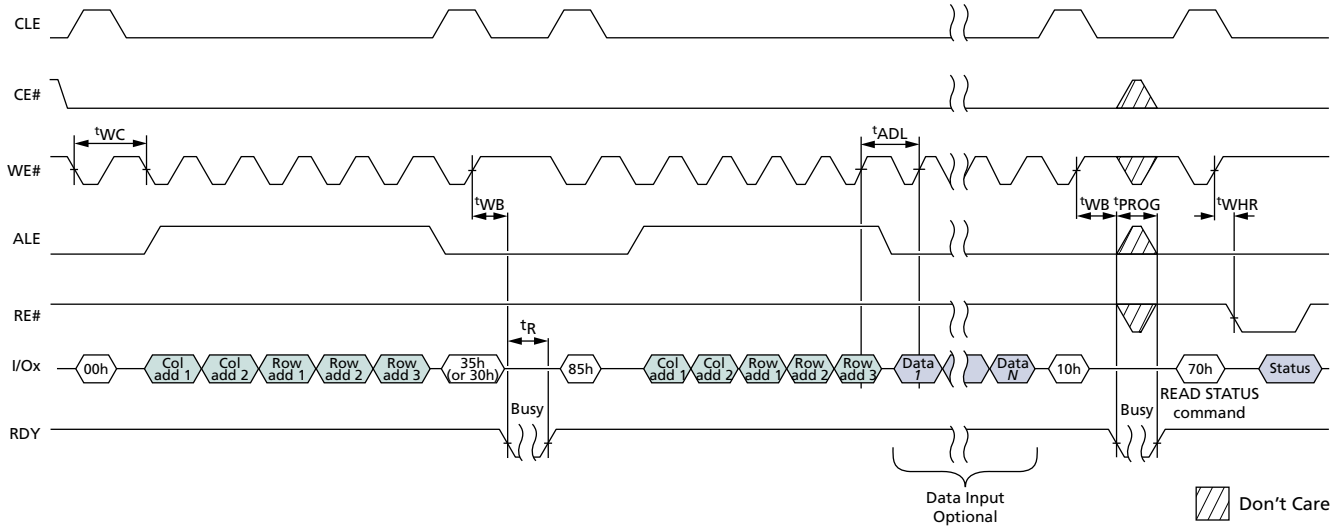 CLE
CE#
tWC
tADL
WE#
tWB
tWB
tPROG
tWHR
ALE
RE#
tR
I/Ox
00h
Col add 1
Col add 2
Row add 1
Row add 2
Row add 3
35h
(or 30h)
85h
Col add 1
Col add 2
Row add 1
Row add 2
Row add 3
Data 1
Data N
10h
70h
Status
READ STATUS
command
Busy
Busy
RDY
Data Input
Optional
Don't Care